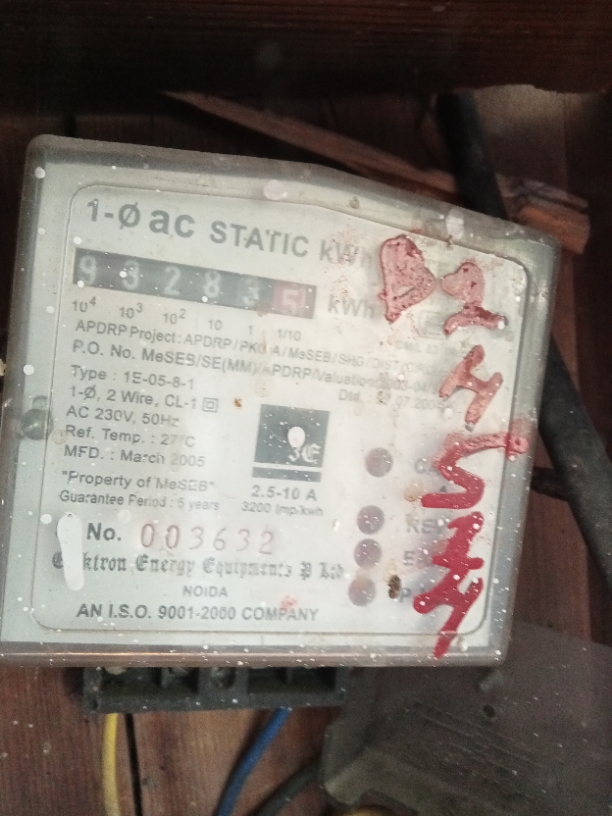 1-Ø ac STATIC kWh
9 3 2 8 3 5 kWh
10⁴ 10³ 10² 10 1 1/10
APDRP Project: APDRP/PKG A/MsSEB/SHG/
P.O. No. MeSEB/SE(MM)/APDRP/Valuation
Type : 1E-05-8-1
1-Ø, 2 Wire, CL-1
AC 230V, 50Hz
Ref. Temp. : 27°C
MFD. : March 2005
"Property of MeSEB"
Guarantee Period : 5 years
2.5-10 A
3200 Imp/kwh
No. 003632
Energy Equipments P Ltd
NOIDA
AN I.S.O. 9001-2000 COMPANY